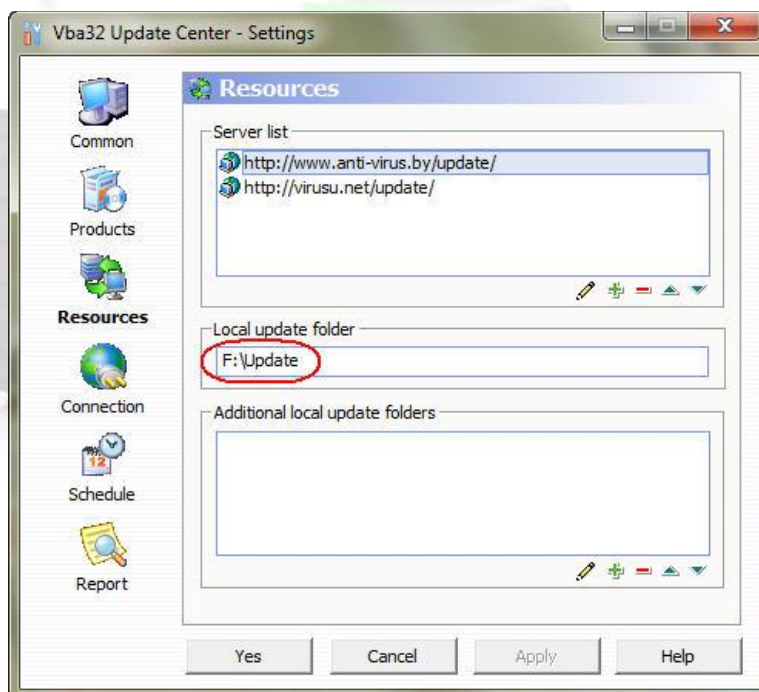 Vba32 Update Center - Settings
Common
Products
Resources
Connection
Schedule
12
Report
Resources
Server list
http://www.anti-virus.by/update/
http://virusu.net/update/
Local update folder
F:\Update
Additional local update folders
Yes
Cancel
Apply
Help